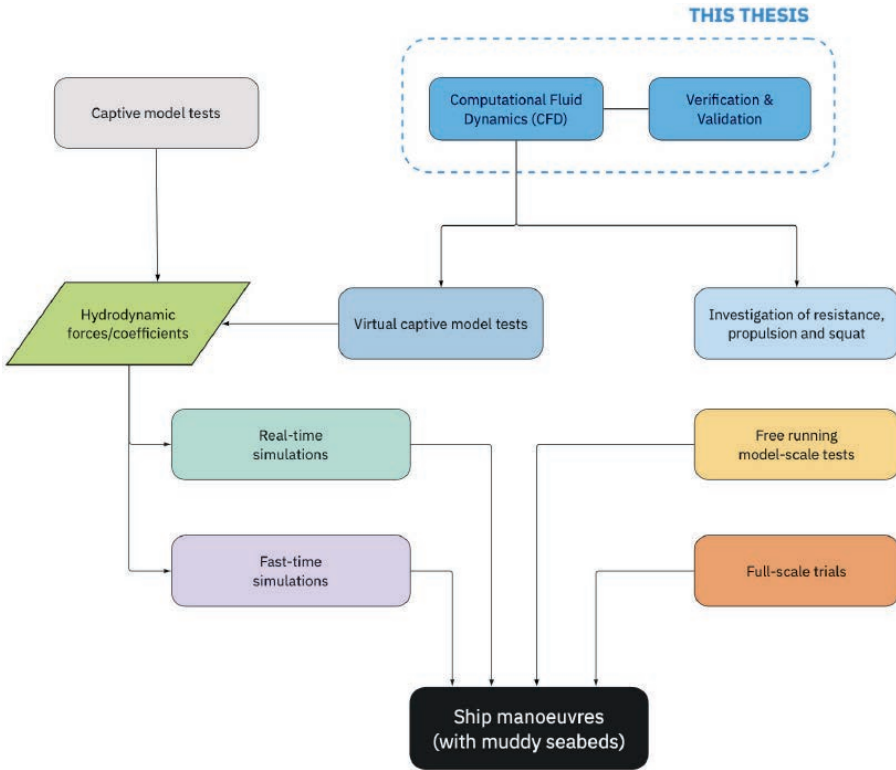 THIS THESIS
Captive model tests
Computational Fluid
Dynamics (CFD)
Verification &
Validation
Hydrodynamic
forces/coefficients
Virtual captive model tests
Investigation of resistance,
propulsion and squat
Real-time
simulations
Free running
model-scale tests
Fast-time
simulations
Full-scale trials
Ship manoeuvres
(with muddy seabeds)